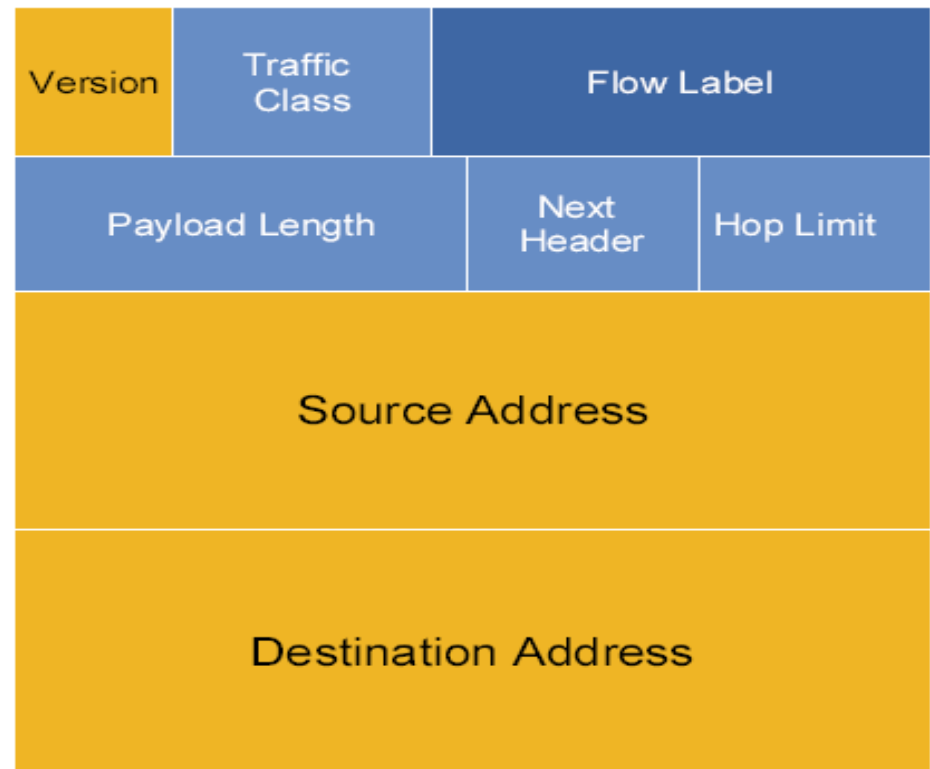 Version
Traffic
Class
Flow Label
Payload Length
Next
Header
Hop Limit
Source Address
Destination Address